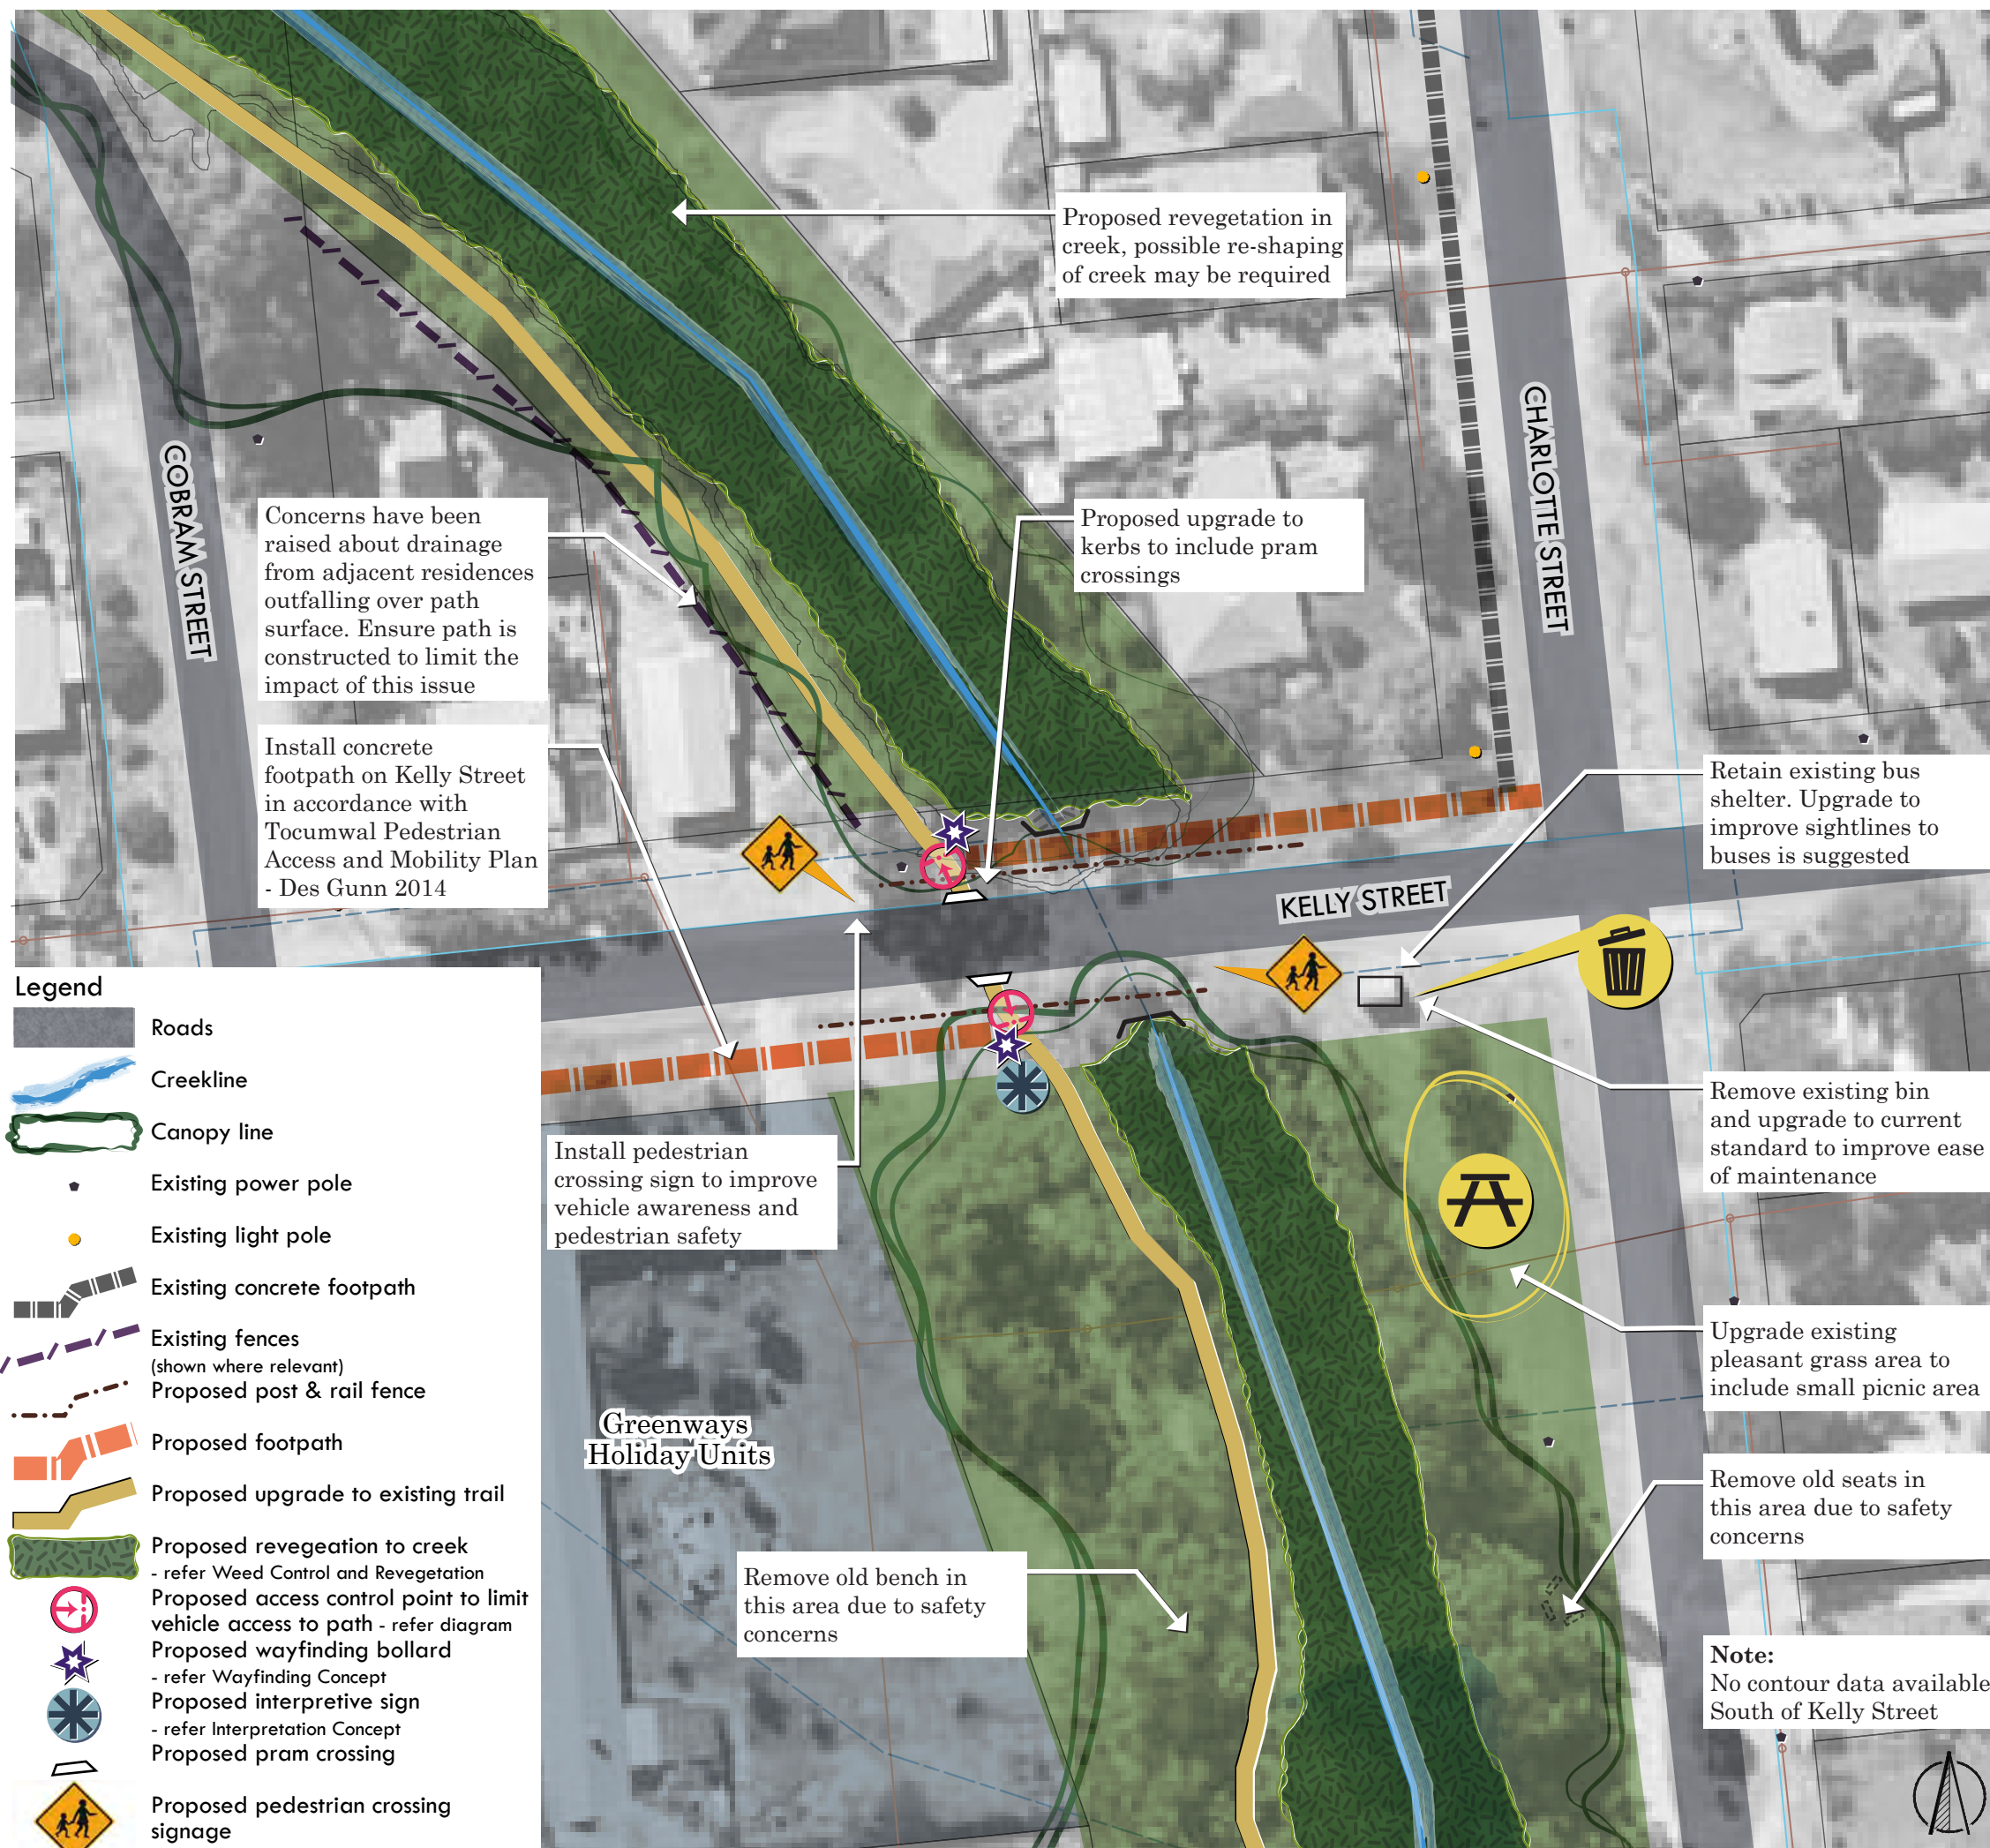 Proposed revegetation in
creek, possible re-shaping
of creek may be required
CHARLOTTE STREET
COBRAM STREET
Concerns have been
raised about drainage
from adjacent residences
outfalling over path
surface. Ensure path is
constructed to limit the
impact of this issue
Proposed upgrade to
kerbs to include pram
crossings
Install concrete
footpath on Kelly Street
in accordance with
Tocumwal Pedestrian
Access and Mobility Plan
- Des Gunn 2014
Retain existing bus
shelter. Upgrade to
improve sightlines to
buses is suggested
KELLY STREET
Remove existing bin
and upgrade to current
standard to improve ease
of maintenance
Install pedestrian
crossing sign to improve
vehicle awareness and
pedestrian safety
Upgrade existing
pleasant grass area to
include small picnic area
Greenways
Holiday Units
Remove old seats in
this area due to safety
concerns
Remove old bench in
this area due to safety
concerns
Note:
No contour data available
South of Kelly Street
Legend
Roads
Creekline
Canopy line
Existing power pole
Existing light pole
Existing concrete footpath
Existing fences
(shown where relevant)
Proposed post & rail fence
Proposed footpath
Proposed upgrade to existing trail
Proposed revegeation to creek
- refer Weed Control and Revegetation
Proposed access control point to limit
vehicle access to path - refer diagram
Proposed wayfinding bollard
- refer Wayfinding Concept
Proposed interpretive sign
- refer Interpretation Concept
Proposed pram crossing
Proposed pedestrian crossing
signage